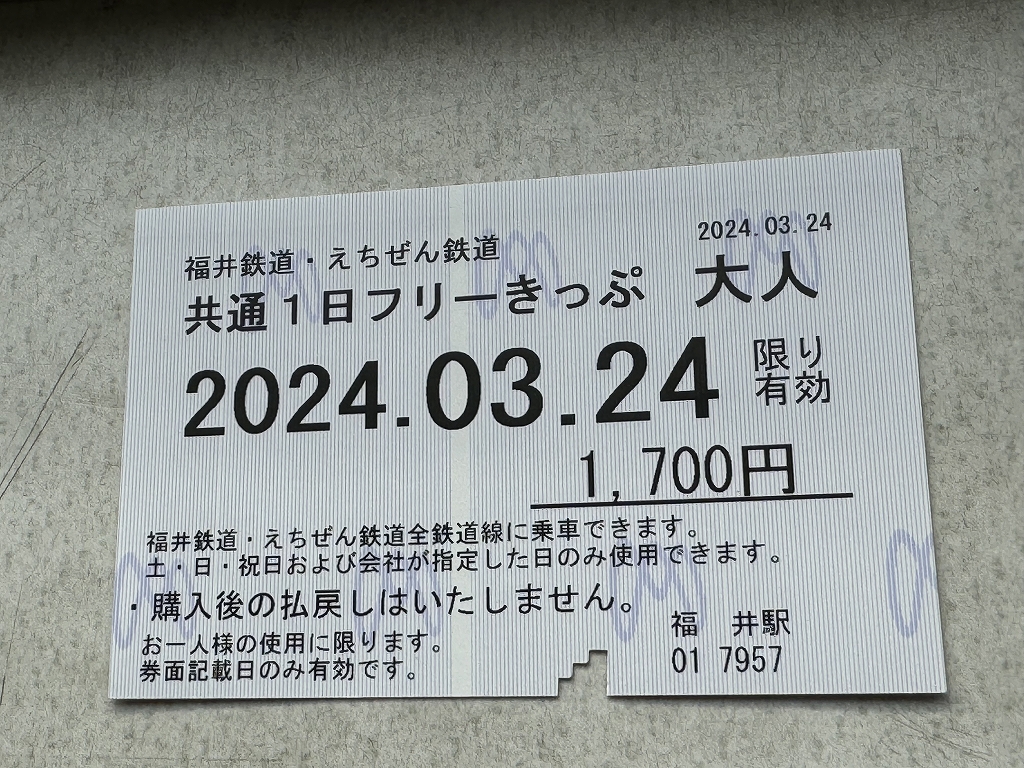 2024.03.24
福井鉄道・えちぜん鉄道
共通1日フリーきっぷ 大人
2024.03.24 限り
有効
1,700円
福井鉄道・えちぜん鉄道全鉄道線に乗車できます。
土・日・祝日および会社が指定した日のみ使用できます。
・購入後の払戻しはいたしません。
お一人様の使用に限ります。
券面記載日のみ有効です。
福 井駅
01 7957